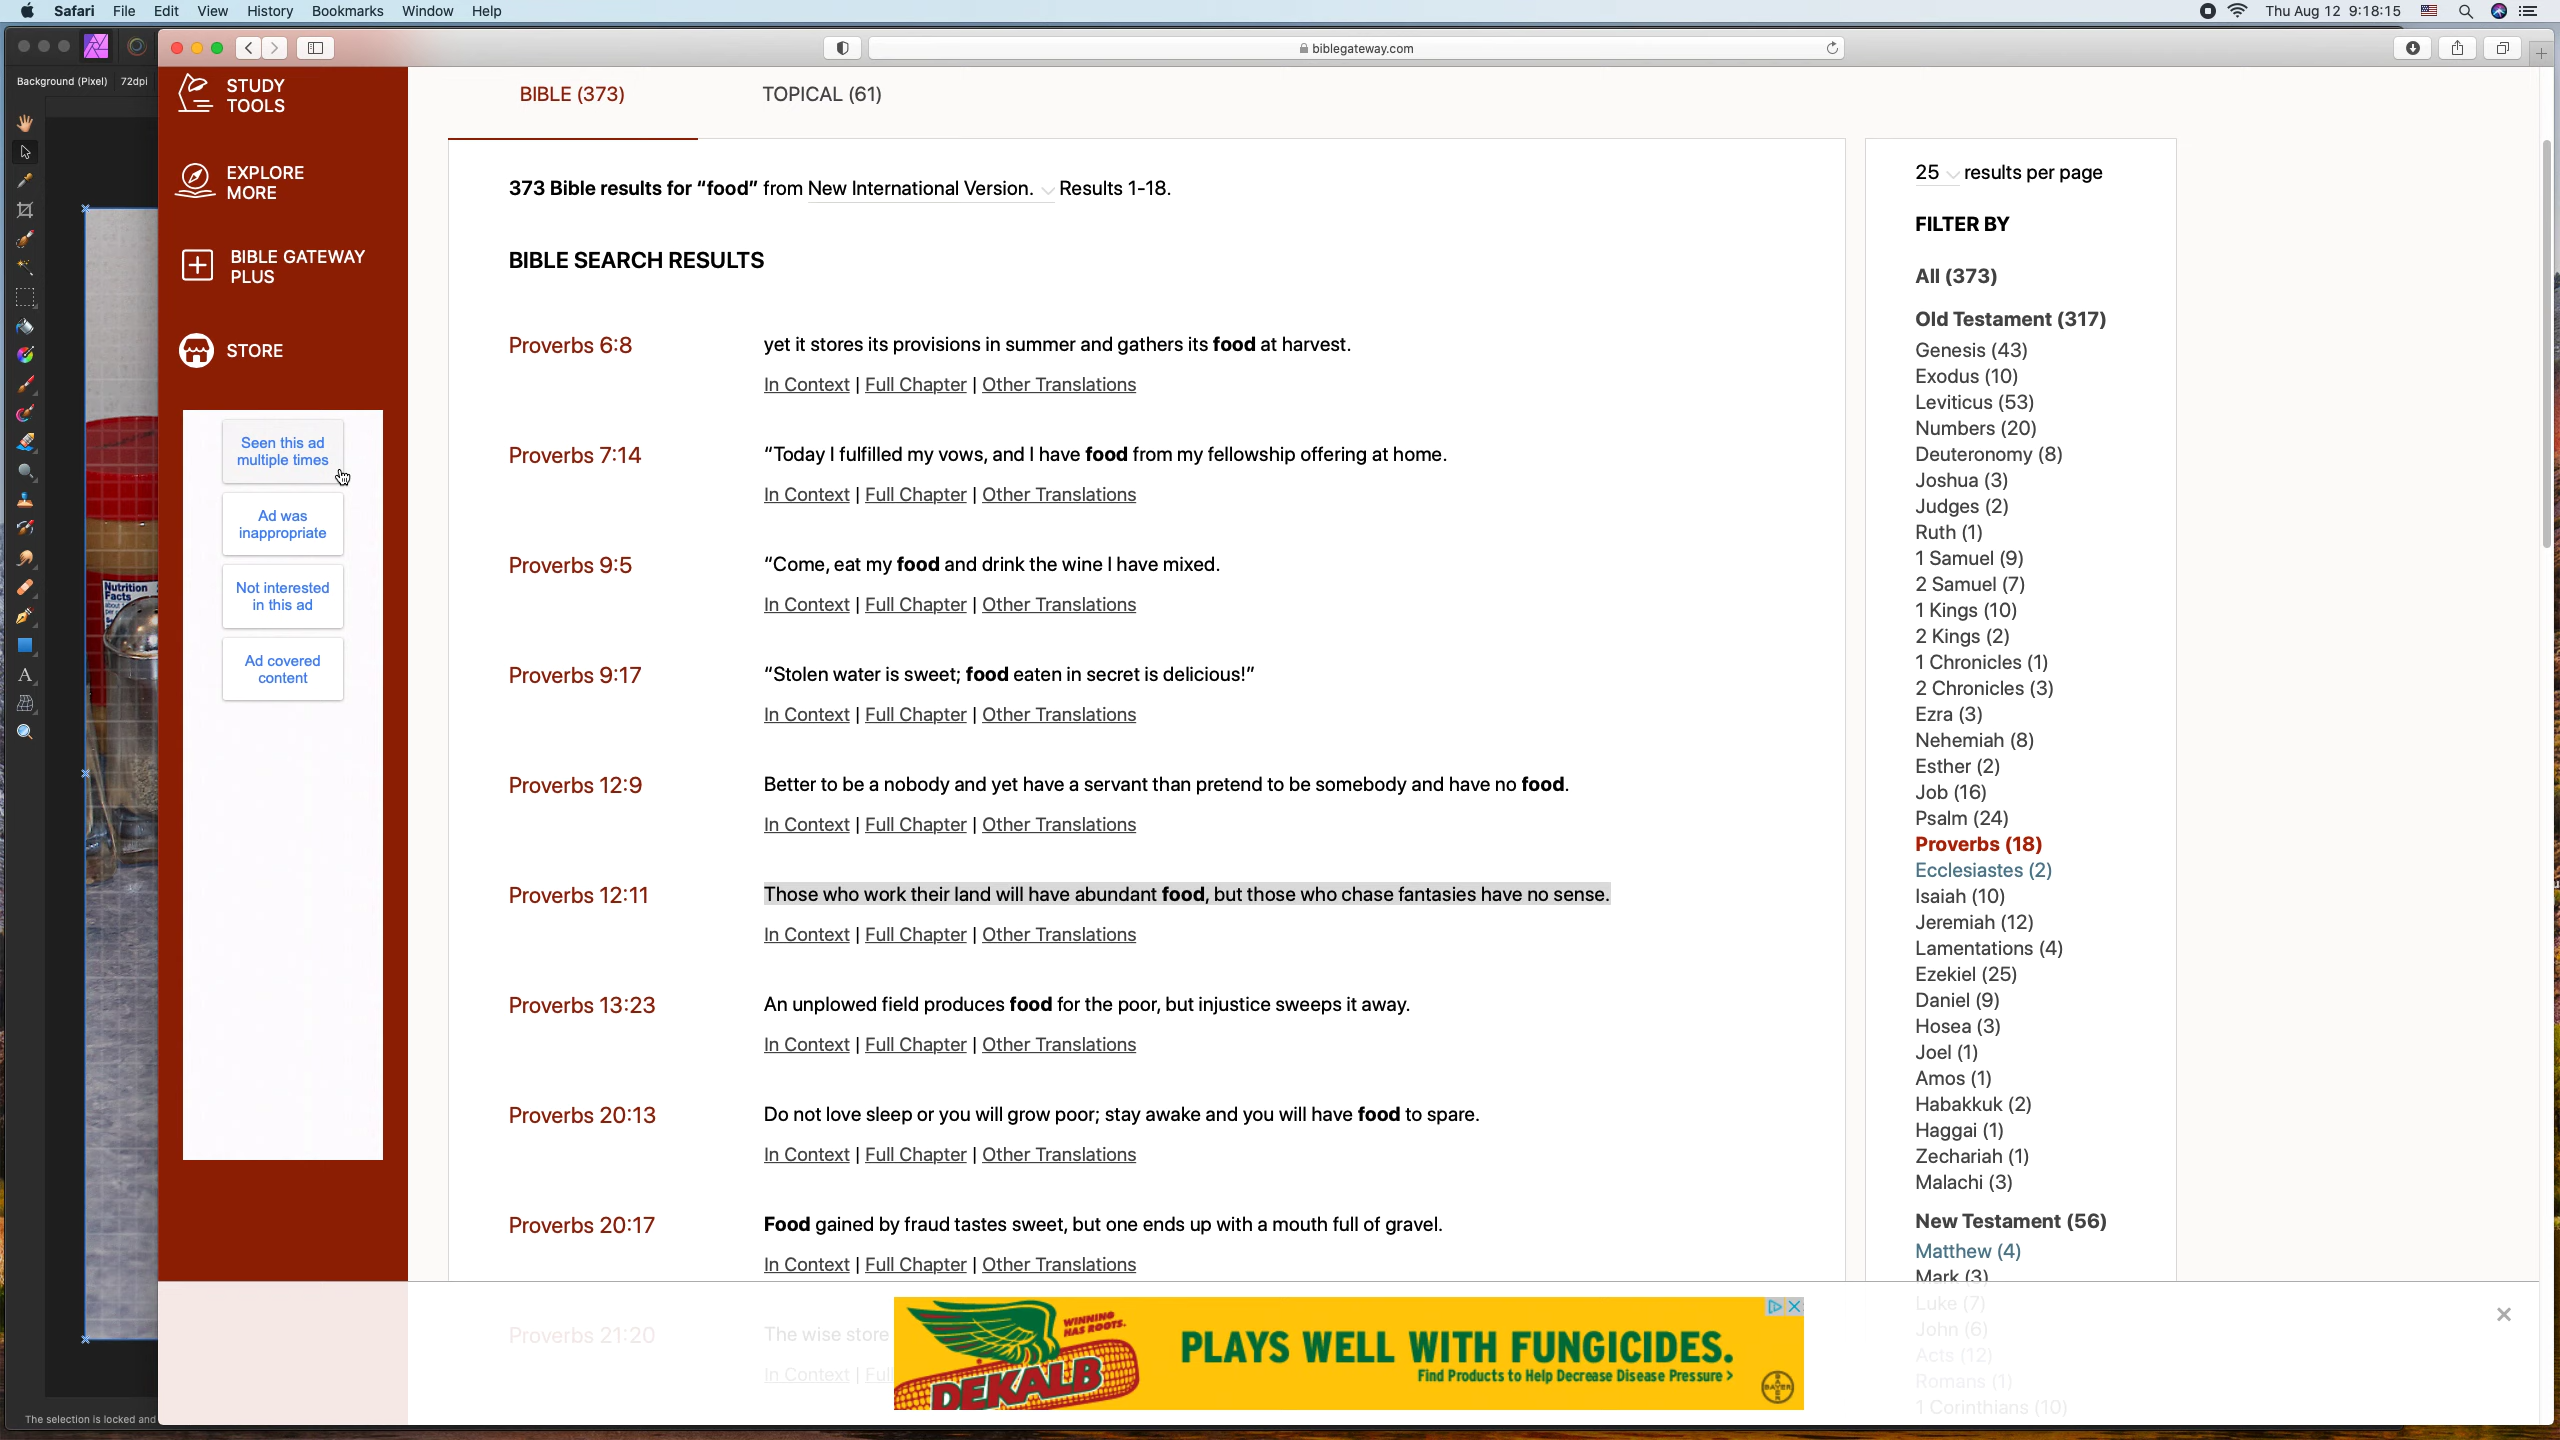 Safari File Edit View History Bookmarks Window Help
Thu Aug 12 9:18:15
biblegateway.com
Background (Pixel) 72dpi
STUDY
TOOLS
EXPLORE
MORE
BIBLE GATEWAY
PLUS
STORE
Seen this ad
multiple times
Ad was
inappropriate
Not interested
in this ad
Ad covered
content
Nutrition
Facts
A
The selection is locked and
BIBLE (373) TOPICAL (61)
373 Bible results for “food” from New International Version. Results 1-18.
BIBLE SEARCH RESULTS
Proverbs 6:8 yet it stores its provisions in summer and gathers its food at harvest.
In Context | Full Chapter | Other Translations
Proverbs 7:14 “Today I fulfilled my vows, and I have food from my fellowship offering at home.
In Context | Full Chapter | Other Translations
Proverbs 9:5 “Come, eat my food and drink the wine I have mixed.
In Context | Full Chapter | Other Translations
Proverbs 9:17 “Stolen water is sweet; food eaten in secret is delicious!”
In Context | Full Chapter | Other Translations
Proverbs 12:9 Better to be a nobody and yet have a servant than pretend to be somebody and have no food.
In Context | Full Chapter | Other Translations
Proverbs 12:11 Those who work their land will have abundant food, but those who chase fantasies have no sense.
In Context | Full Chapter | Other Translations
Proverbs 13:23 An unplowed field produces food for the poor, but injustice sweeps it away.
In Context | Full Chapter | Other Translations
Proverbs 20:13 Do not love sleep or you will grow poor; stay awake and you will have food to spare.
In Context | Full Chapter | Other Translations
Proverbs 20:17 Food gained by fraud tastes sweet, but one ends up with a mouth full of gravel.
In Context | Full Chapter | Other Translations
Proverbs 21:20 The wise store
In Context | Full
25 results per page
FILTER BY
All (373)
Old Testament (317)
Genesis (43)
Exodus (10)
Leviticus (53)
Numbers (20)
Deuteronomy (8)
Joshua (3)
Judges (2)
Ruth (1)
1 Samuel (9)
2 Samuel (7)
1 Kings (10)
2 Kings (2)
1 Chronicles (1)
2 Chronicles (3)
Ezra (3)
Nehemiah (8)
Esther (2)
Job (16)
Psalm (24)
Proverbs (18)
Ecclesiastes (2)
Isaiah (10)
Jeremiah (12)
Lamentations (4)
Ezekiel (25)
Daniel (9)
Hosea (3)
Joel (1)
Amos (1)
Habakkuk (2)
Haggai (1)
Zechariah (1)
Malachi (3)
New Testament (56)
Matthew (4)
Mark (3)
Luke (7)
John (6)
Acts (12)
Romans (1)
1 Corinthians (10)
WINNING
HAS ROOTS.
DEKALB
PLAYS WELL WITH FUNGICIDES.
Find Products to Help Decrease Disease Pressure >
BAYER